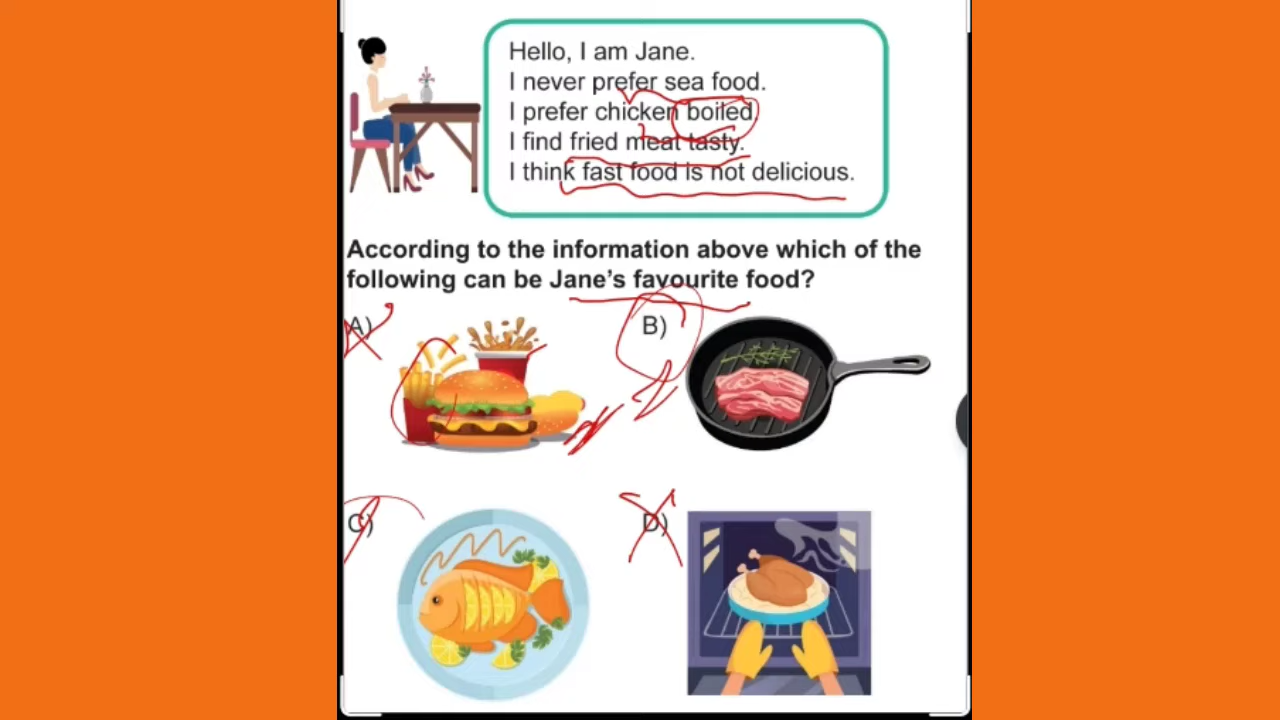 Hello, I am Jane.
I never prefer sea food.
I prefer chicken boiled.
I find fried meat tasty.
I think fast food is not delicious.
According to the information above which of the
following can be Jane's favourite food?
A)
B)
C)
D)